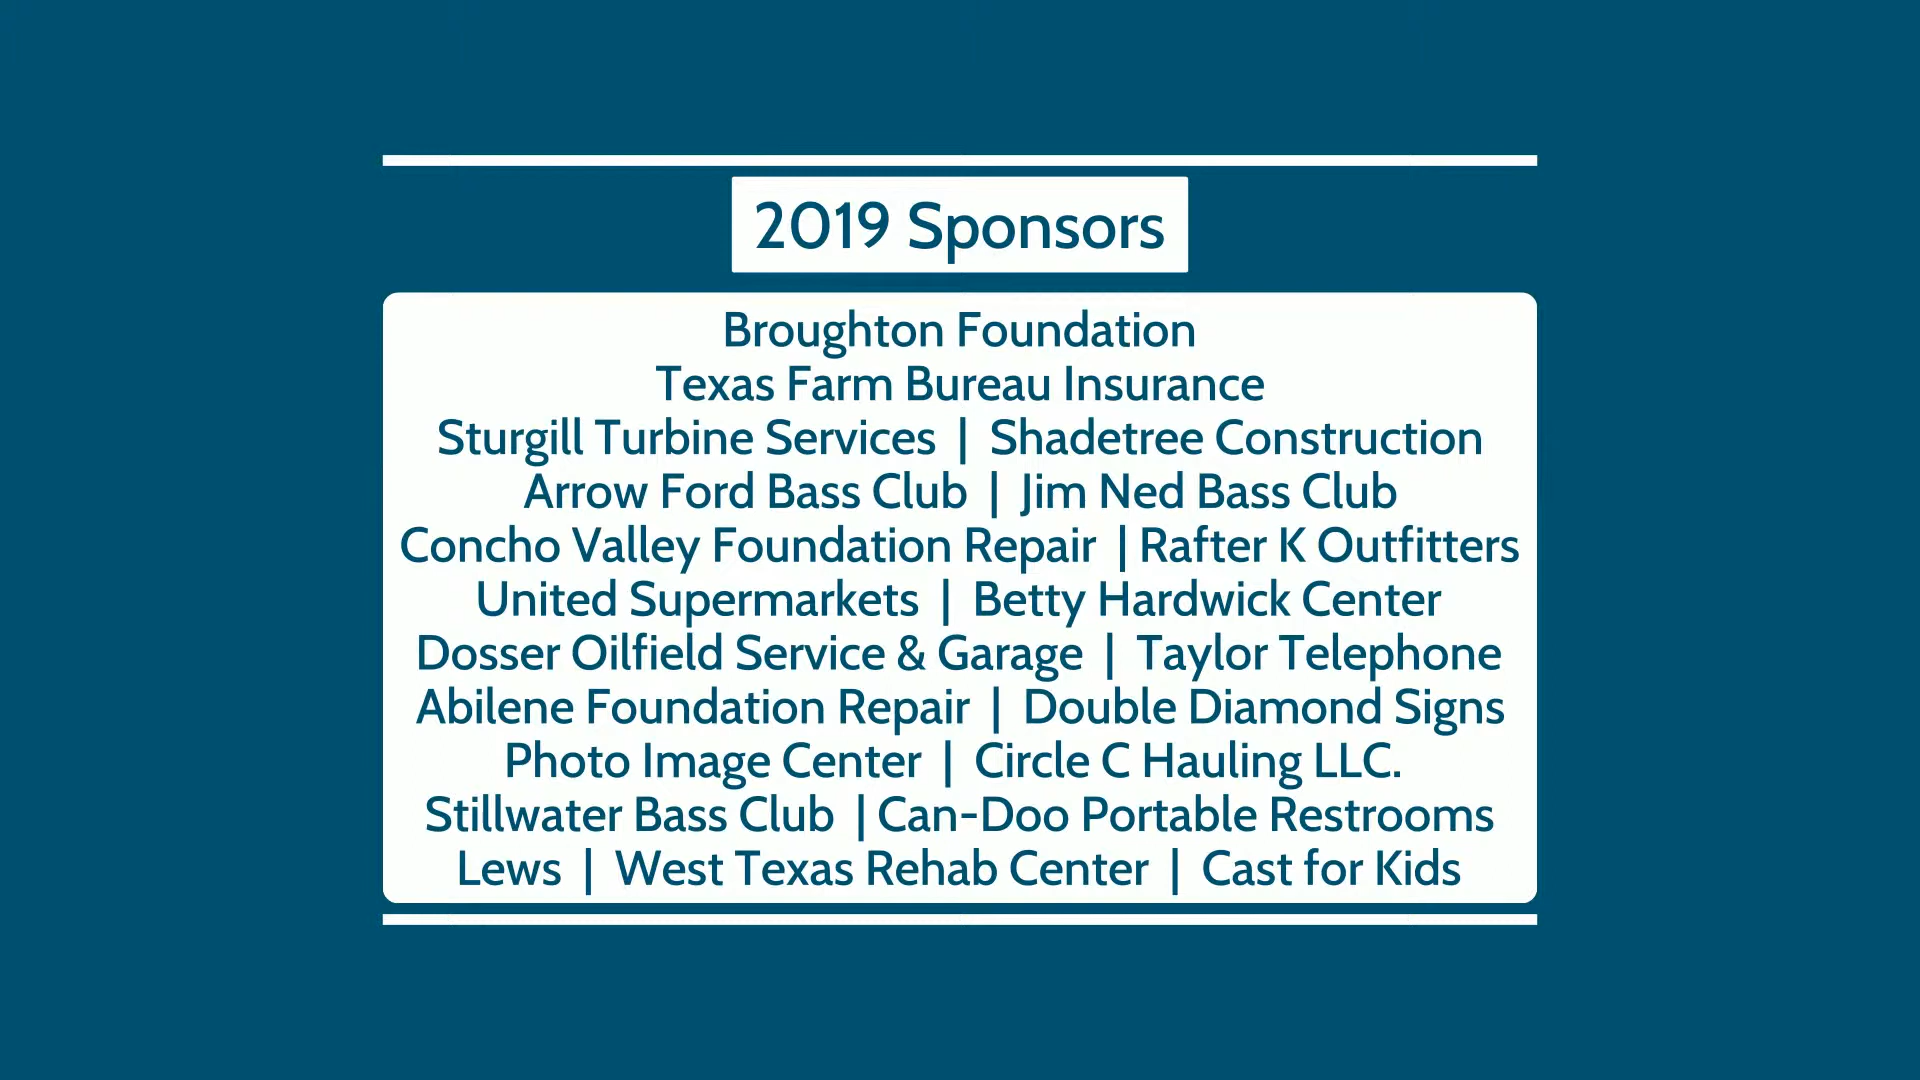 2019 Sponsors
Broughton Foundation
Texas Farm Bureau Insurance
Sturgill Turbine Services | Shadetree Construction
Arrow Ford Bass Club | Jim Ned Bass Club
Concho Valley Foundation Repair | Rafter K Outfitters
United Supermarkets | Betty Hardwick Center
Dosser Oilfield Service & Garage | Taylor Telephone
Abilene Foundation Repair | Double Diamond Signs
Photo Image Center | Circle C Hauling LLC.
Stillwater Bass Club | Can-Doo Portable Restrooms
Lews | West Texas Rehab Center | Cast for Kids